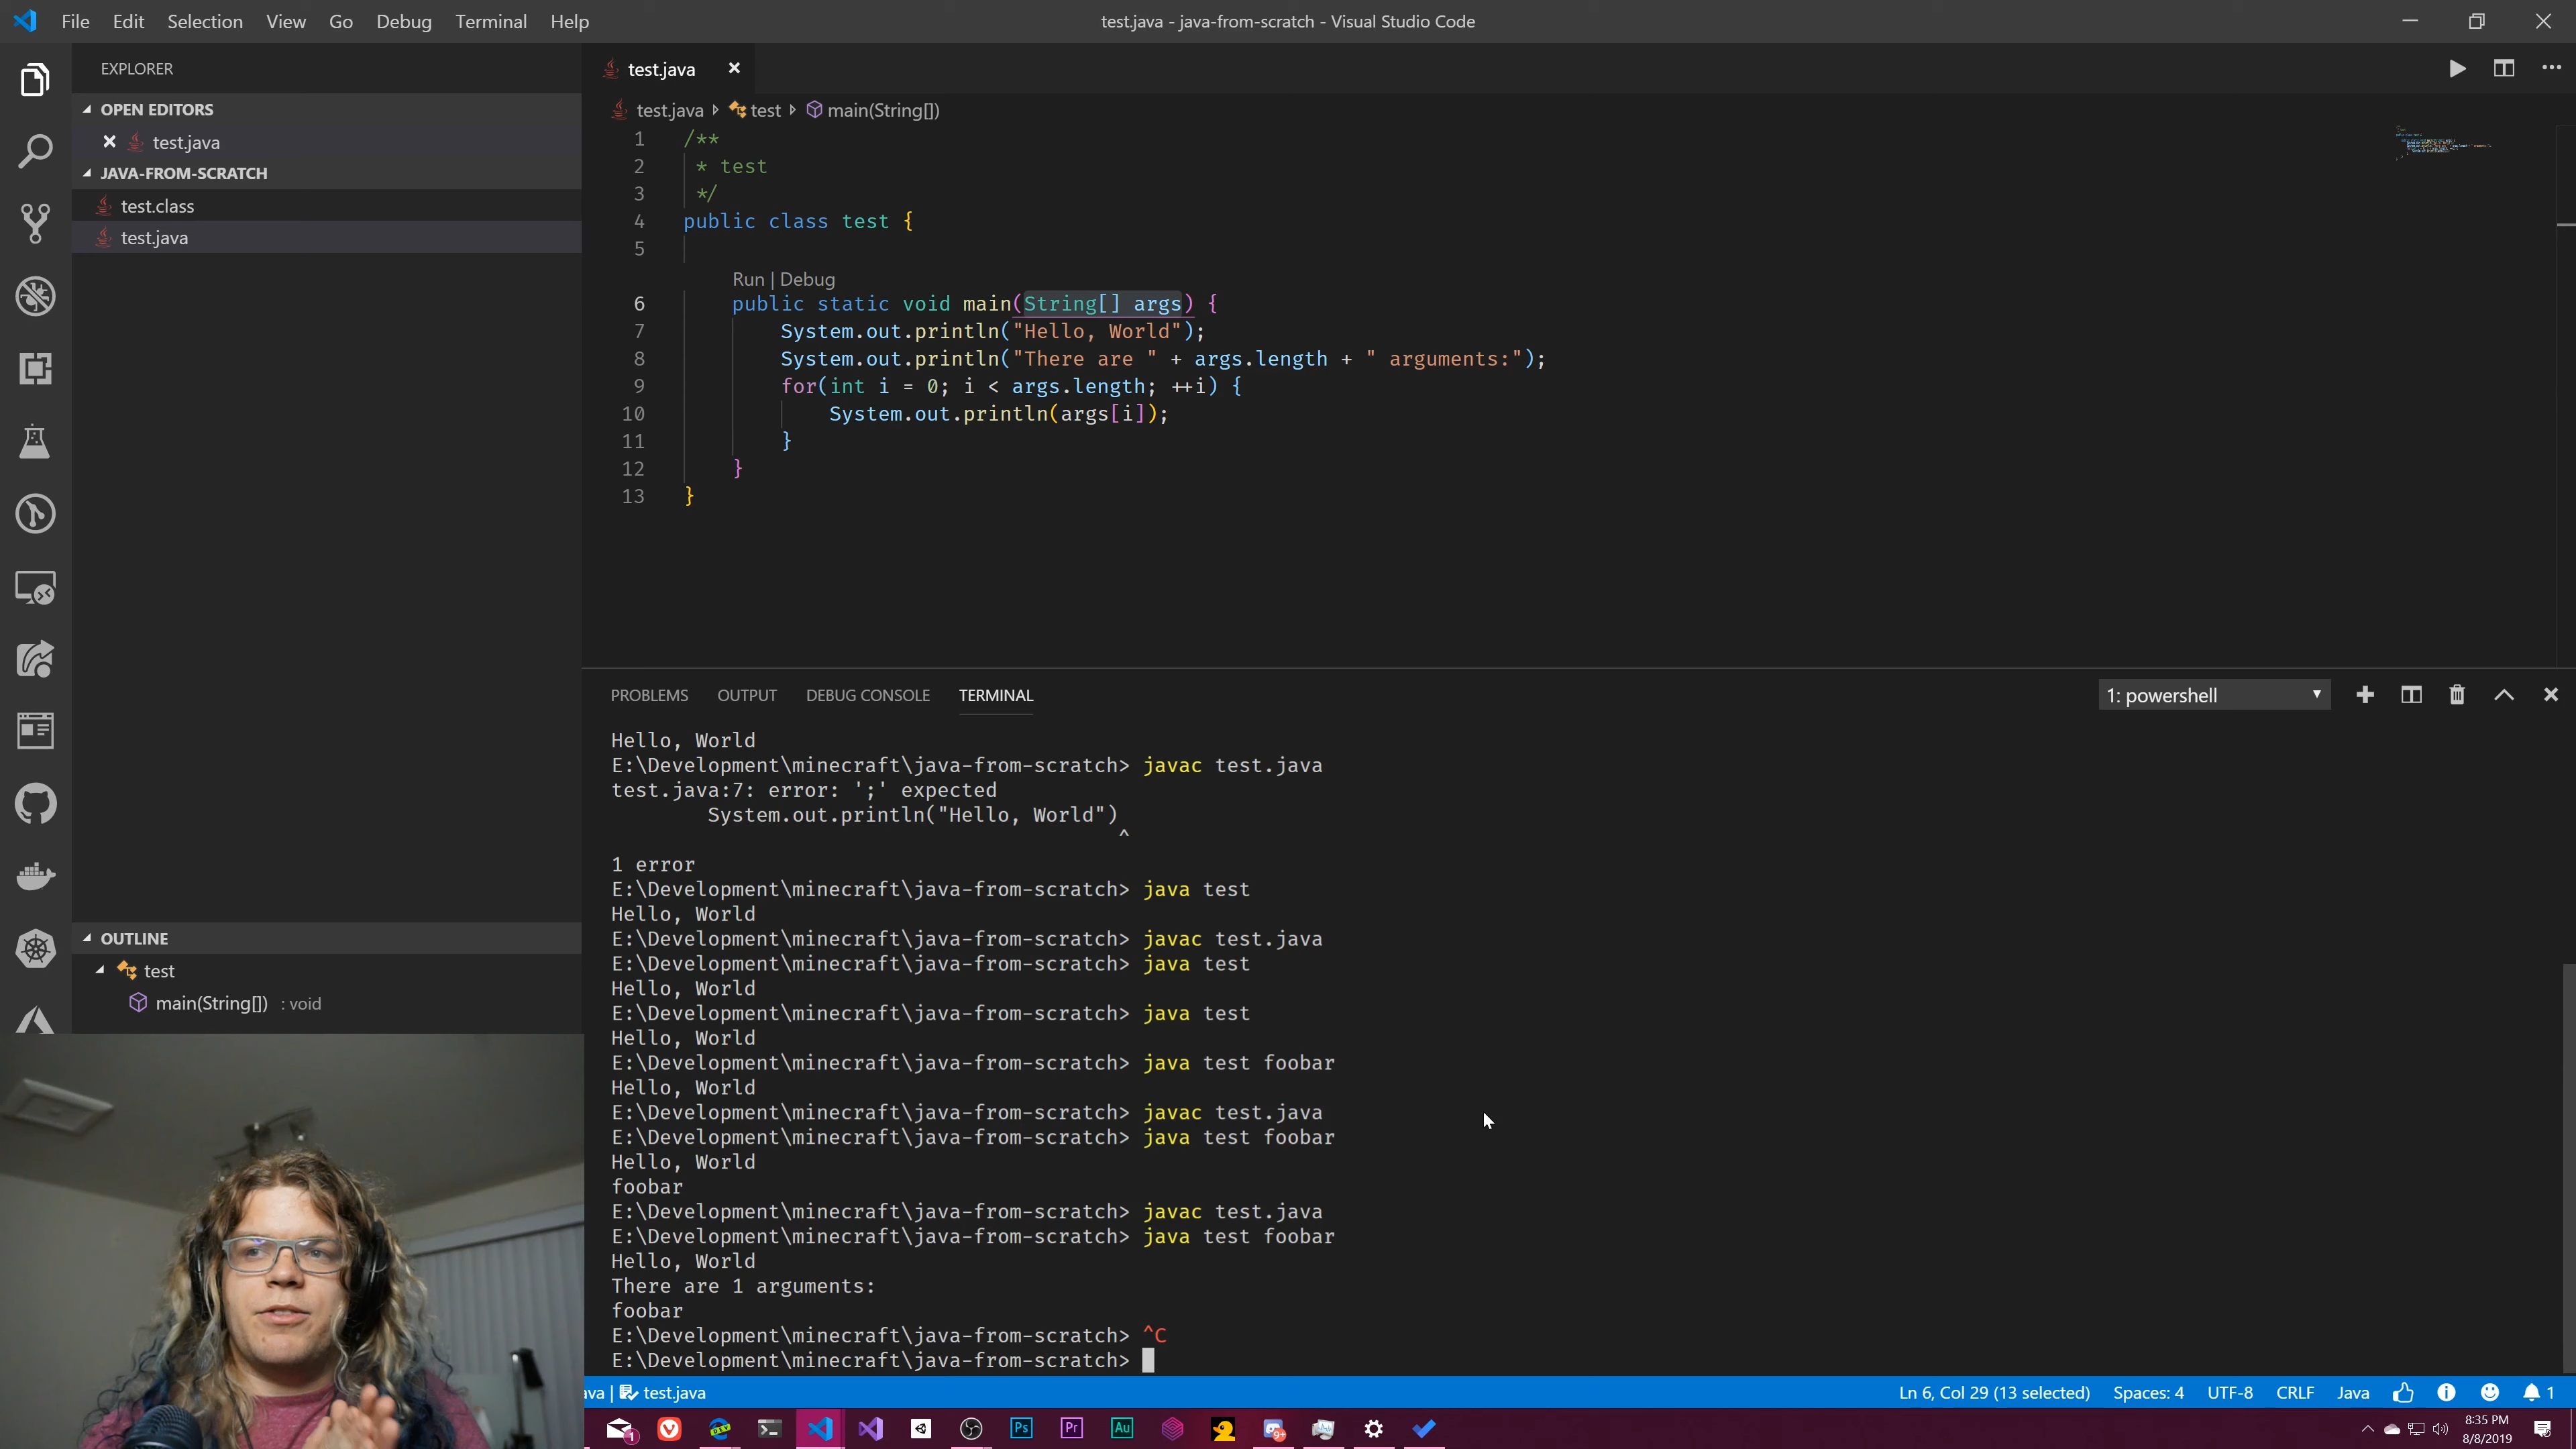 File Edit Selection View Go Debug Terminal Help
test.java - java-from-scratch - Visual Studio Code
EXPLORER
OPEN EDITORS
test.java
JAVA-FROM-SCRATCH
test.class
test.java
OUTLINE
test
main(String[]) : void
test.java
test.java test main(String[])
1 /**
2 * test
3 */
4 public class test {
5
Run | Debug
6 public static void main(String[] args) {
7 System.out.println("Hello, World");
8 System.out.println("There are " + args.length + " arguments:");
9 for(int i = 0; i < args.length; ++i) {
10 System.out.println(args[i]);
11 }
12 }
13 }
PROBLEMS OUTPUT DEBUG CONSOLE TERMINAL
1: powershell
Hello, World
E:\Development\minecraft\java-from-scratch> javac test.java
test.java:7: error: ';' expected
System.out.println("Hello, World")
^
1 error
E:\Development\minecraft\java-from-scratch> java test
Hello, World
E:\Development\minecraft\java-from-scratch> javac test.java
E:\Development\minecraft\java-from-scratch> java test
Hello, World
E:\Development\minecraft\java-from-scratch> java test
Hello, World
E:\Development\minecraft\java-from-scratch> java test foobar
Hello, World
E:\Development\minecraft\java-from-scratch> javac test.java
E:\Development\minecraft\java-from-scratch> java test foobar
Hello, World
foobar
E:\Development\minecraft\java-from-scratch> javac test.java
E:\Development\minecraft\java-from-scratch> java test foobar
Hello, World
There are 1 arguments:
foobar
E:\Development\minecraft\java-from-scratch> ^C
E:\Development\minecraft\java-from-scratch>
ava | test.java
Ln 6, Col 29 (13 selected) Spaces: 4 UTF-8 CRLF Java 1
1 DEV Ps Pr Au 9+
8:35 PM
8/8/2019